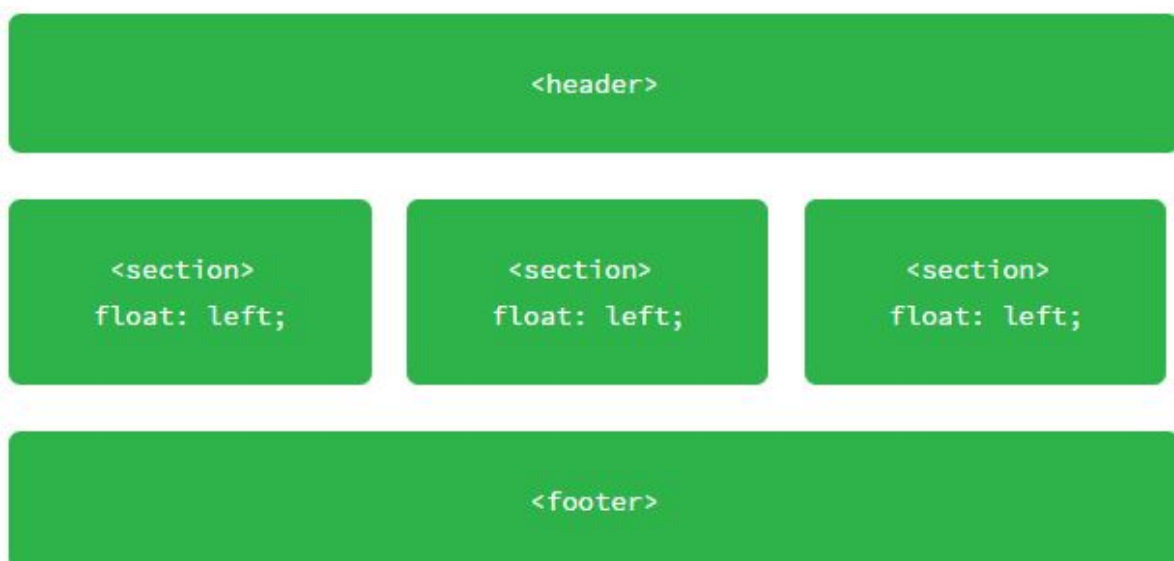 <header>
<section>
float: left;
<section>
float: left;
<section>
float: left;
<footer>